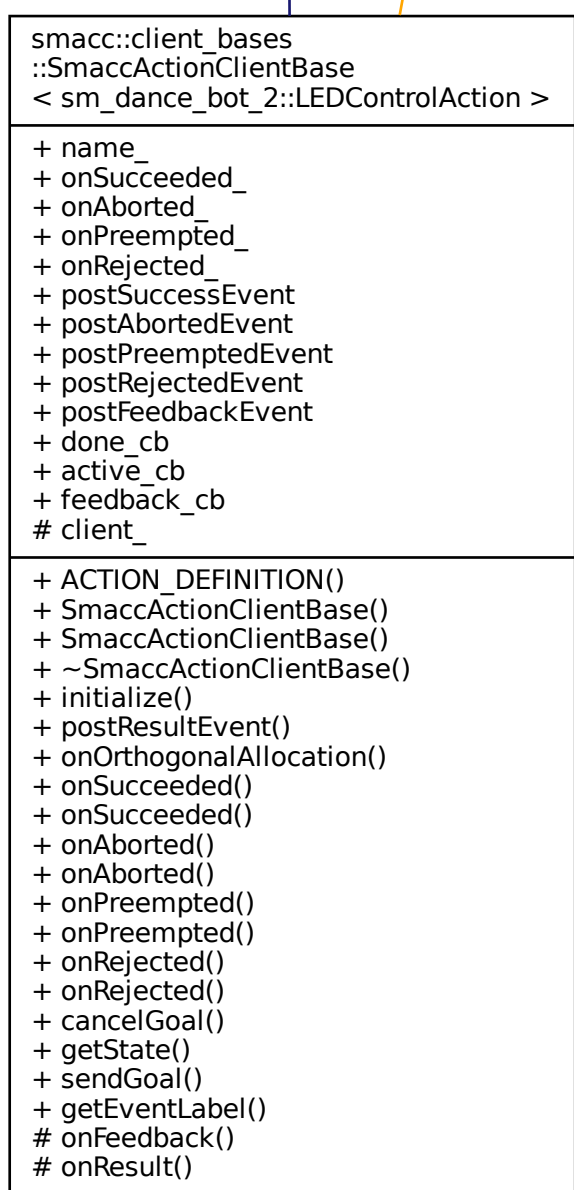 smacc::client_bases
::SmaccActionClientBase
< sm_dance_bot_2::LEDControlAction >
+ name_
+ onSucceeded_
+ onAborted_
+ onPreempted_
+ onRejected_
+ postSuccessEvent
+ postAbortedEvent
+ postPreemptedEvent
+ postRejectedEvent
+ postFeedbackEvent
+ done_cb
+ active_cb
+ feedback_cb
# client_
+ ACTION_DEFINITION()
+ SmaccActionClientBase()
+ SmaccActionClientBase()
+ ~SmaccActionClientBase()
+ initialize()
+ postResultEvent()
+ onOrthogonalAllocation()
+ onSucceeded()
+ onSucceeded()
+ onAborted()
+ onAborted()
+ onPreempted()
+ onPreempted()
+ onRejected()
+ onRejected()
+ cancelGoal()
+ getState()
+ sendGoal()
+ getEventLabel()
# onFeedback()
# onResult()